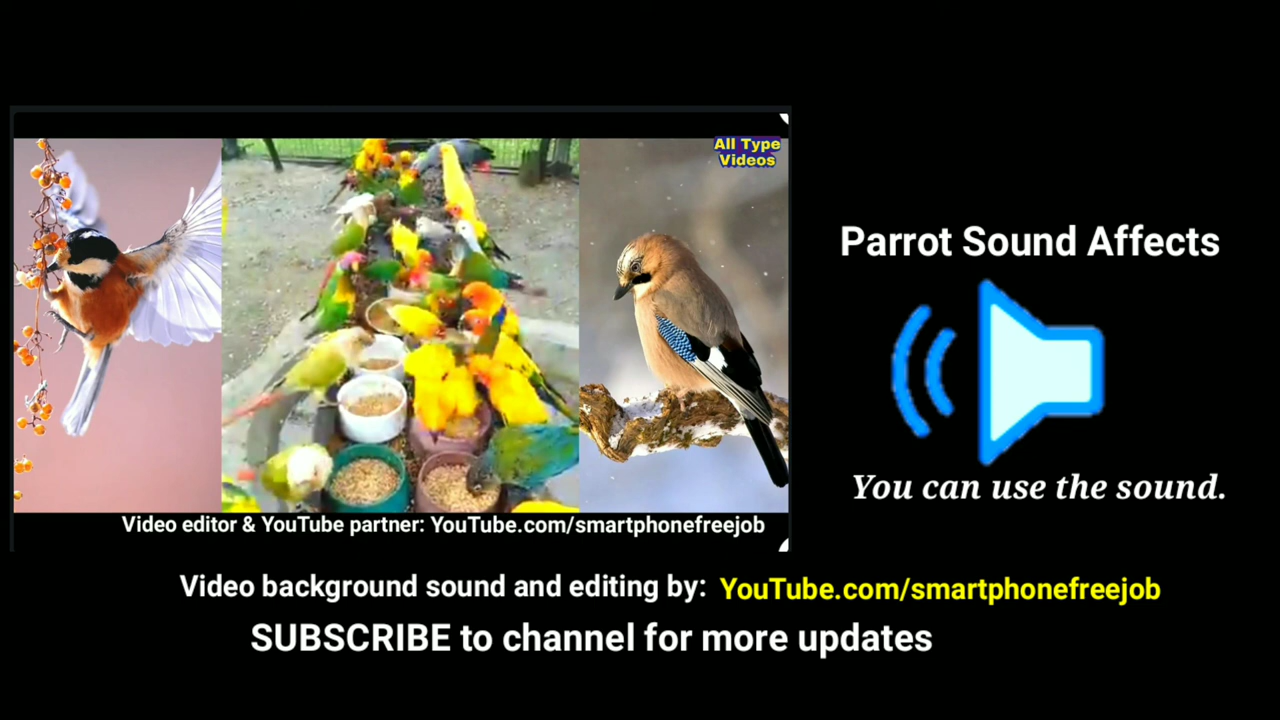 All Type
Videos
Video editor & YouTube partner: YouTube.com/smartphonefreejob
Parrot Sound Affects
You can use the sound.
Video background sound and editing by: YouTube.com/smartphonefreejob
SUBSCRIBE to channel for more updates